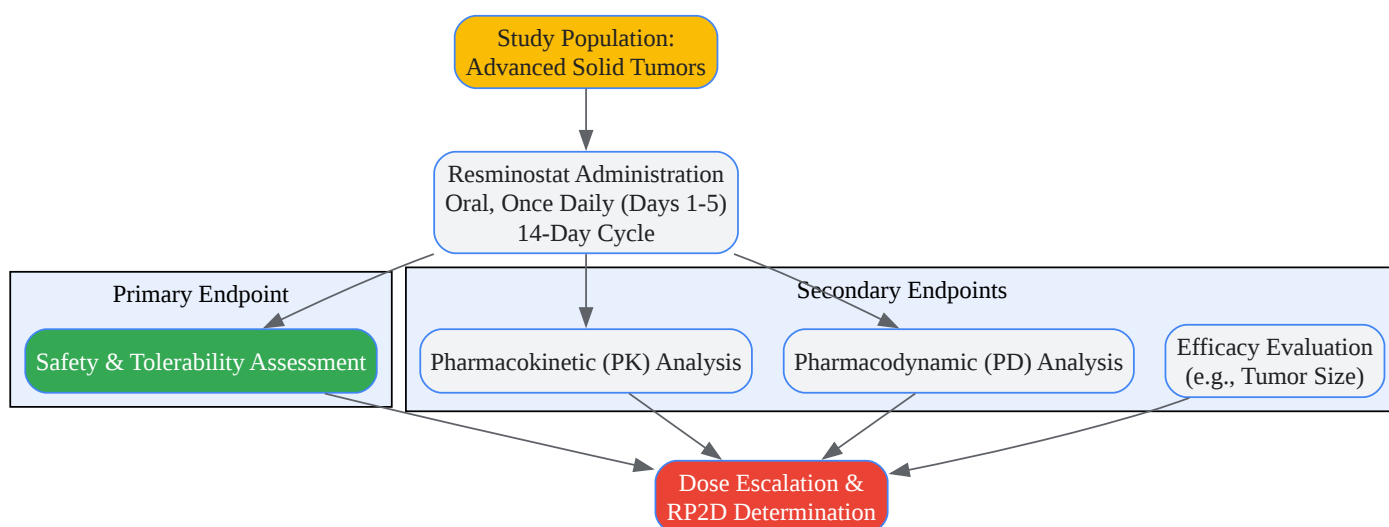 Study Population:
Advanced Solid Tumors
Resminostat Administration
Oral, Once Daily (Days 1-5)
14-Day Cycle
Primary Endpoint
Secondary Endpoints
Safety & Tolerability Assessment
Pharmacokinetic (PK) Analysis
Pharmacodynamic (PD) Analysis
Efficacy Evaluation
(e.g., Tumor Size)
Dose Escalation &
RP2D Determination